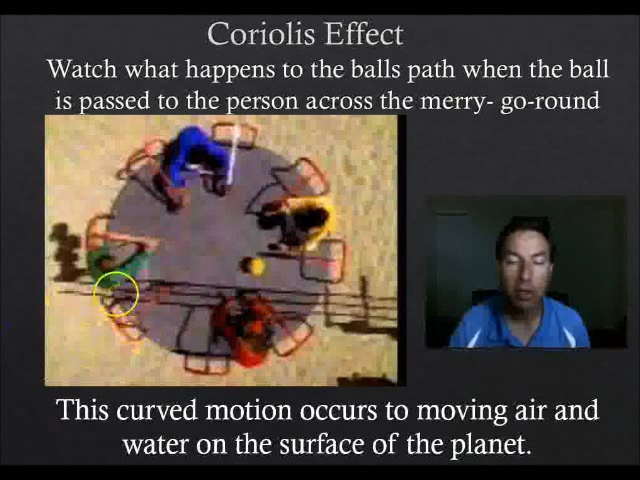 Coriolis Effect
Watch what happens to the balls path when the ball
is passed to the person across the merry- go-round
This curved motion occurs to moving air and
water on the surface of the planet.